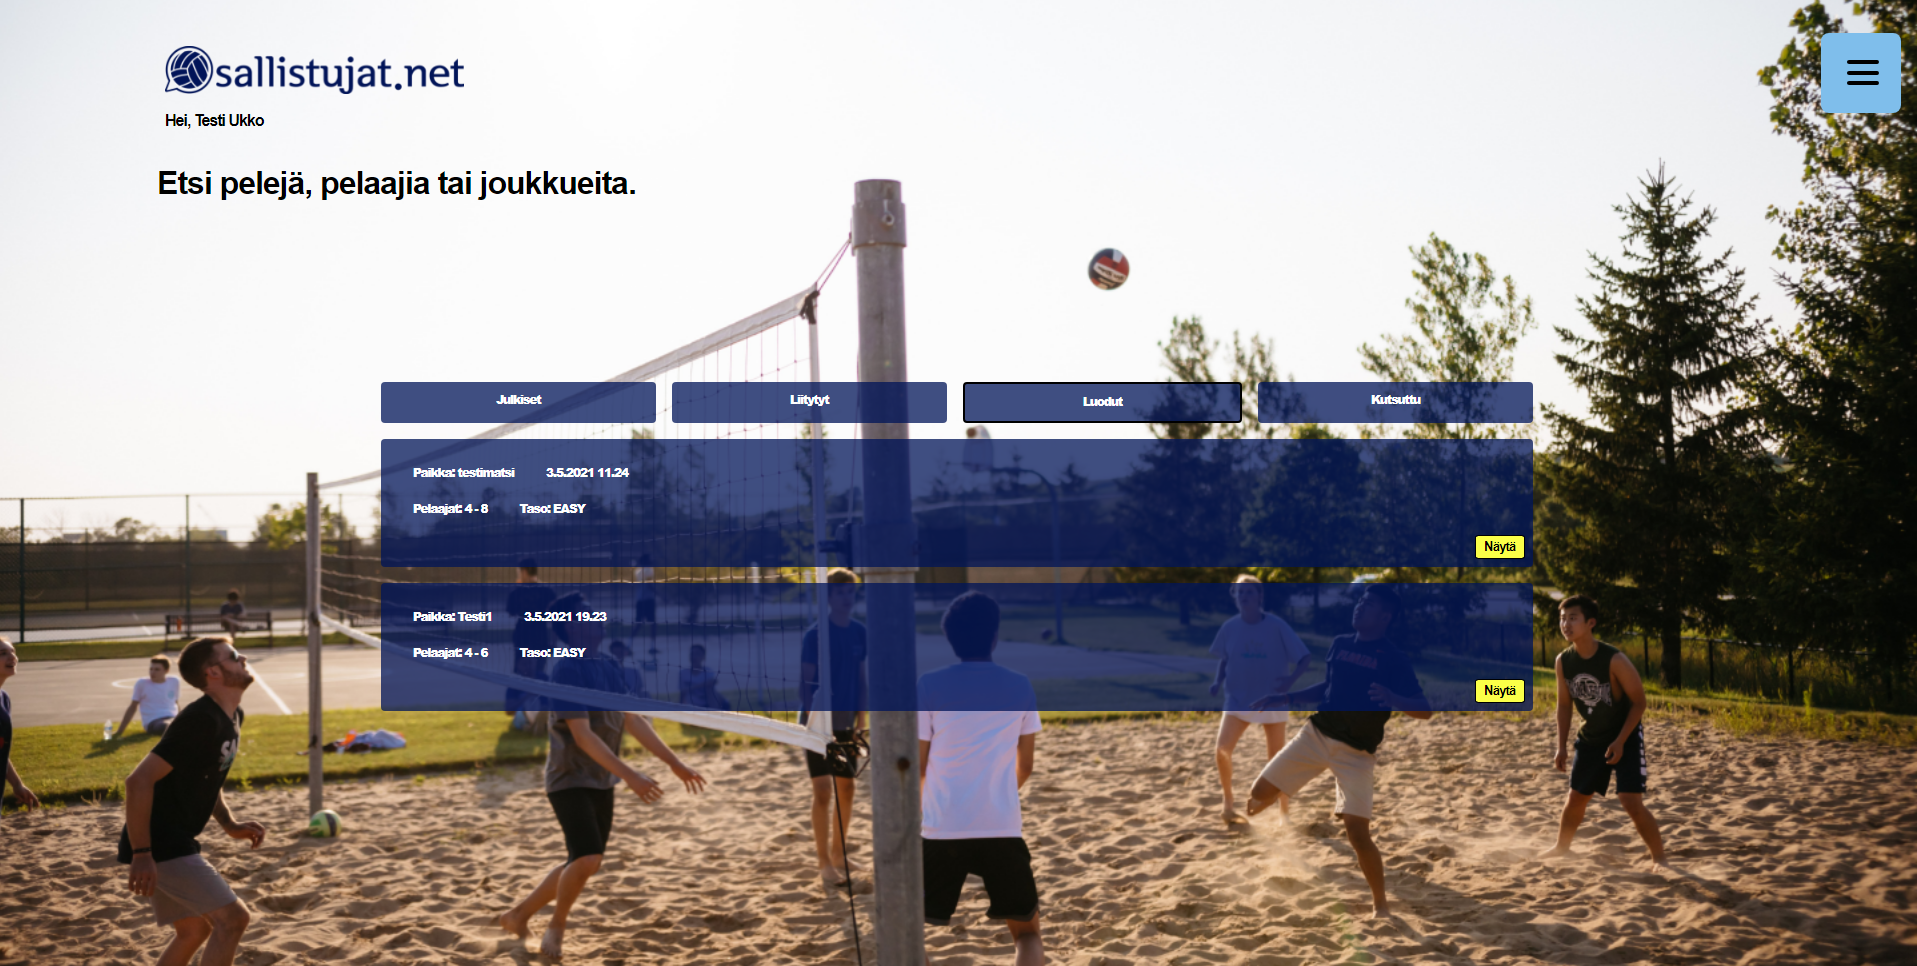 sallistujat.net
Hei, Testi Ukko
Etsi pelejä, pelaajia tai joukkueita.
Julkiset Liitytyt Luodut Kutsuttu
Paikka: testimatsi 3.5.2021 11.24
Pelaajat: 4 - 8 Taso: EASY
Näytä
Paikka: Testi1 3.5.2021 19.23
Pelaajat: 4 - 6 Taso: EASY
Näytä